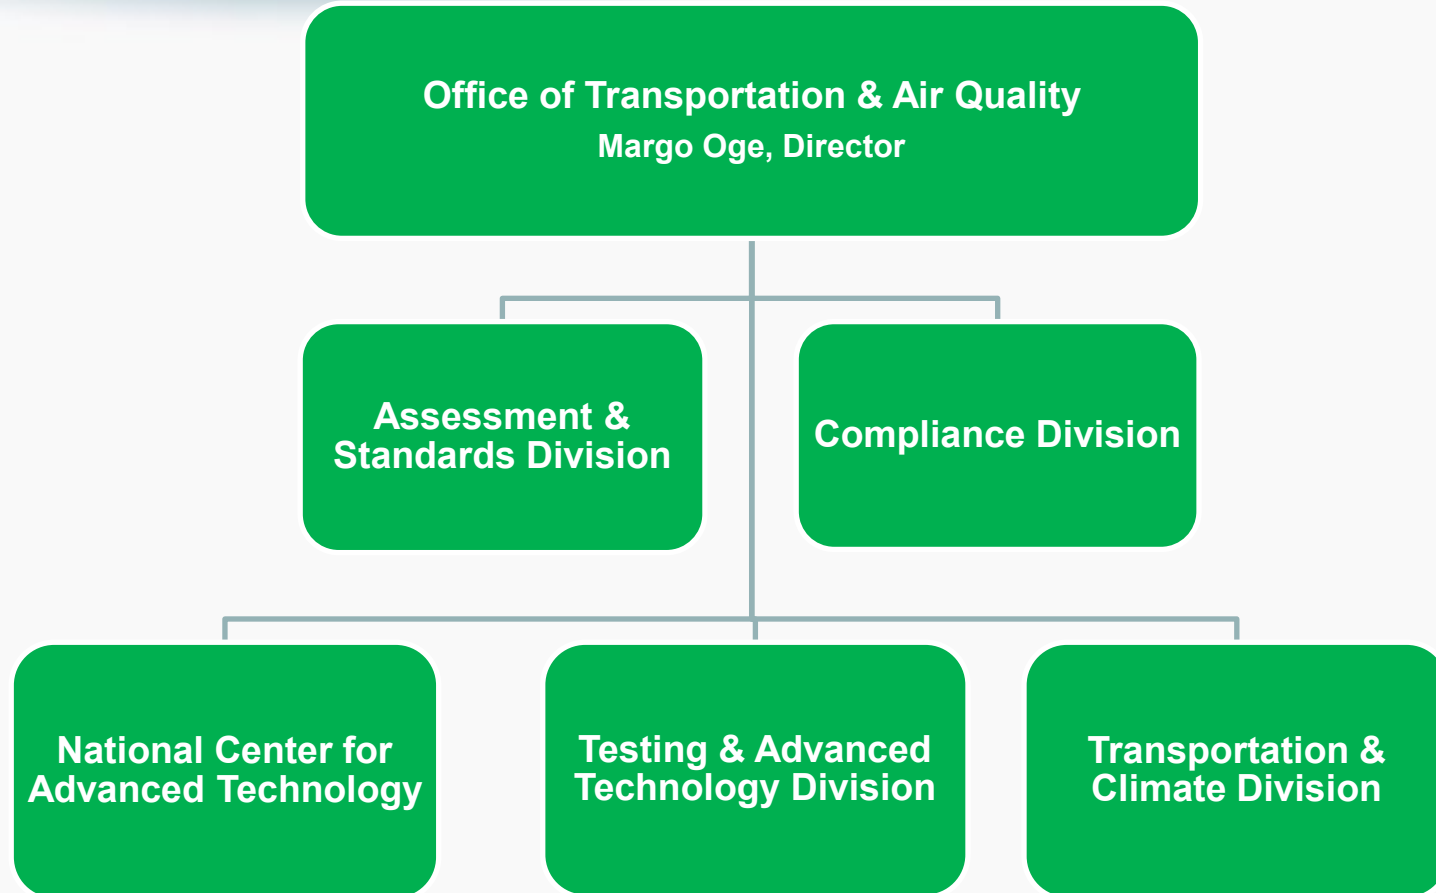 Office of Transportation & Air Quality
Margo Oge, Director
Assessment &
Standards Division
Compliance Division
National Center for
Advanced Technology
Testing & Advanced
Technology Division
Transportation &
Climate Division